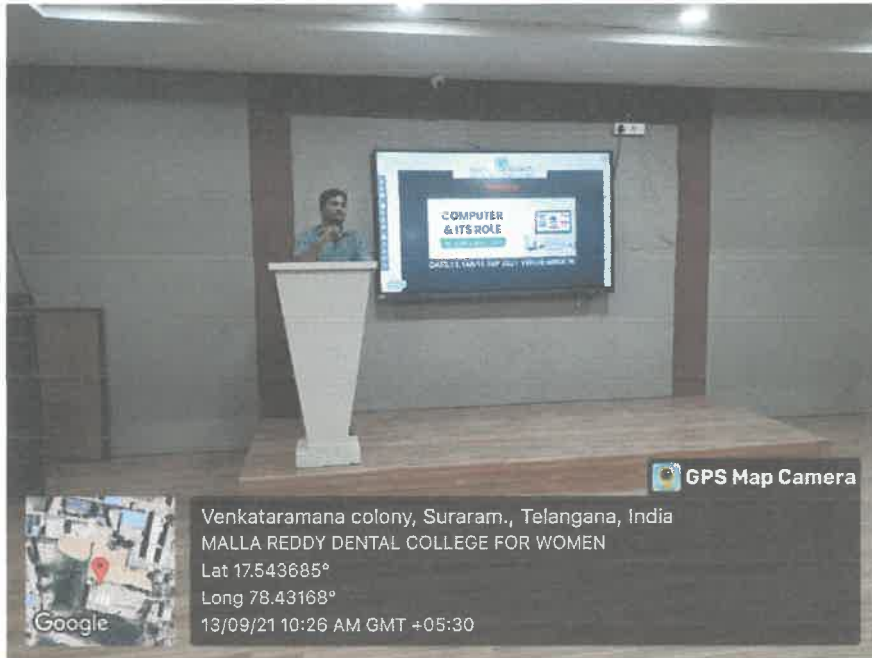 COMPUTER
& ITS ROLE
GPS Map Camera
Venkataramana colony, Suraram., Telangana, India
MALLA REDDY DENTAL COLLEGE FOR WOMEN
Lat 17.543685°
Long 78.43168°
13/09/21 10:26 AM GMT +05:30
Google